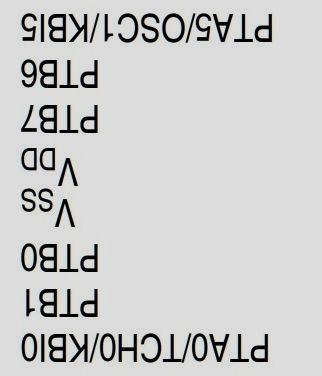 PTA0/TCH0/KBI0
PTB1
PTB0
VSS
VDD
PTB7
PTB6
PTA5/OSC1/KBI5